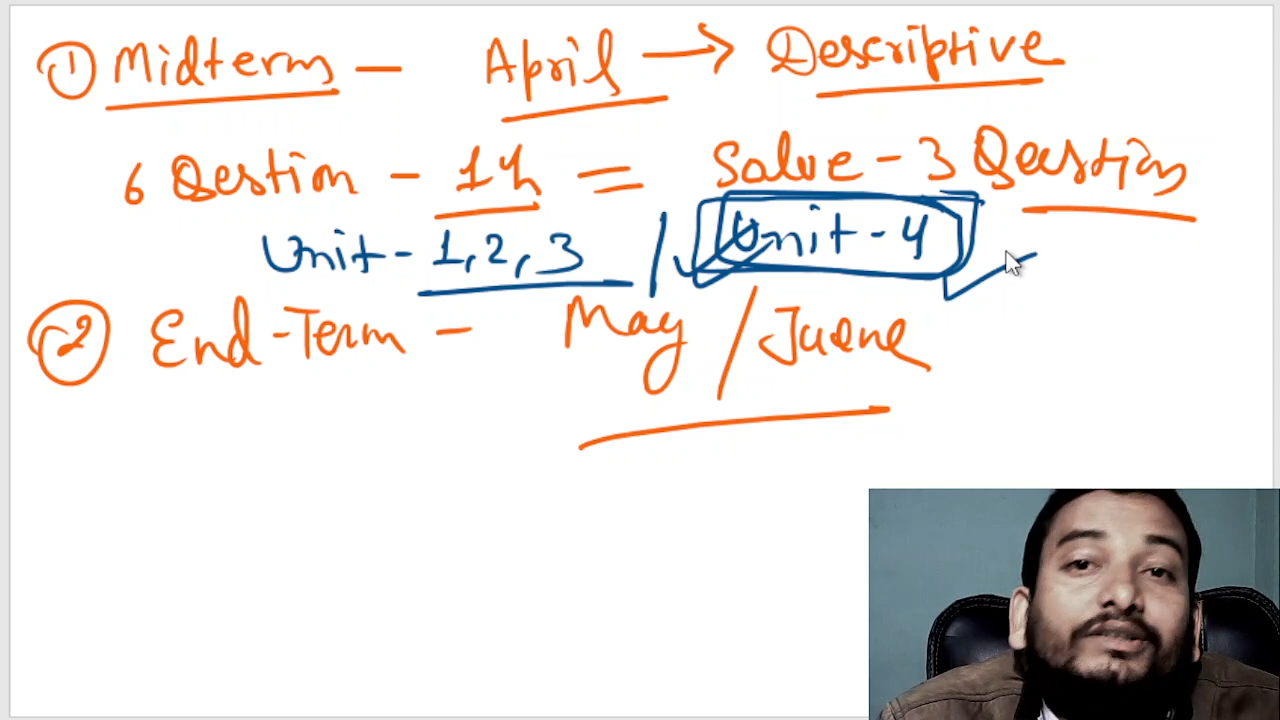 ① Midterm - April → Descriptive
6 Qestion - 1h = Solve - 3 Qeestion
Unit - 1,2,3 / Unit - 4
② End-Term - May / Juene